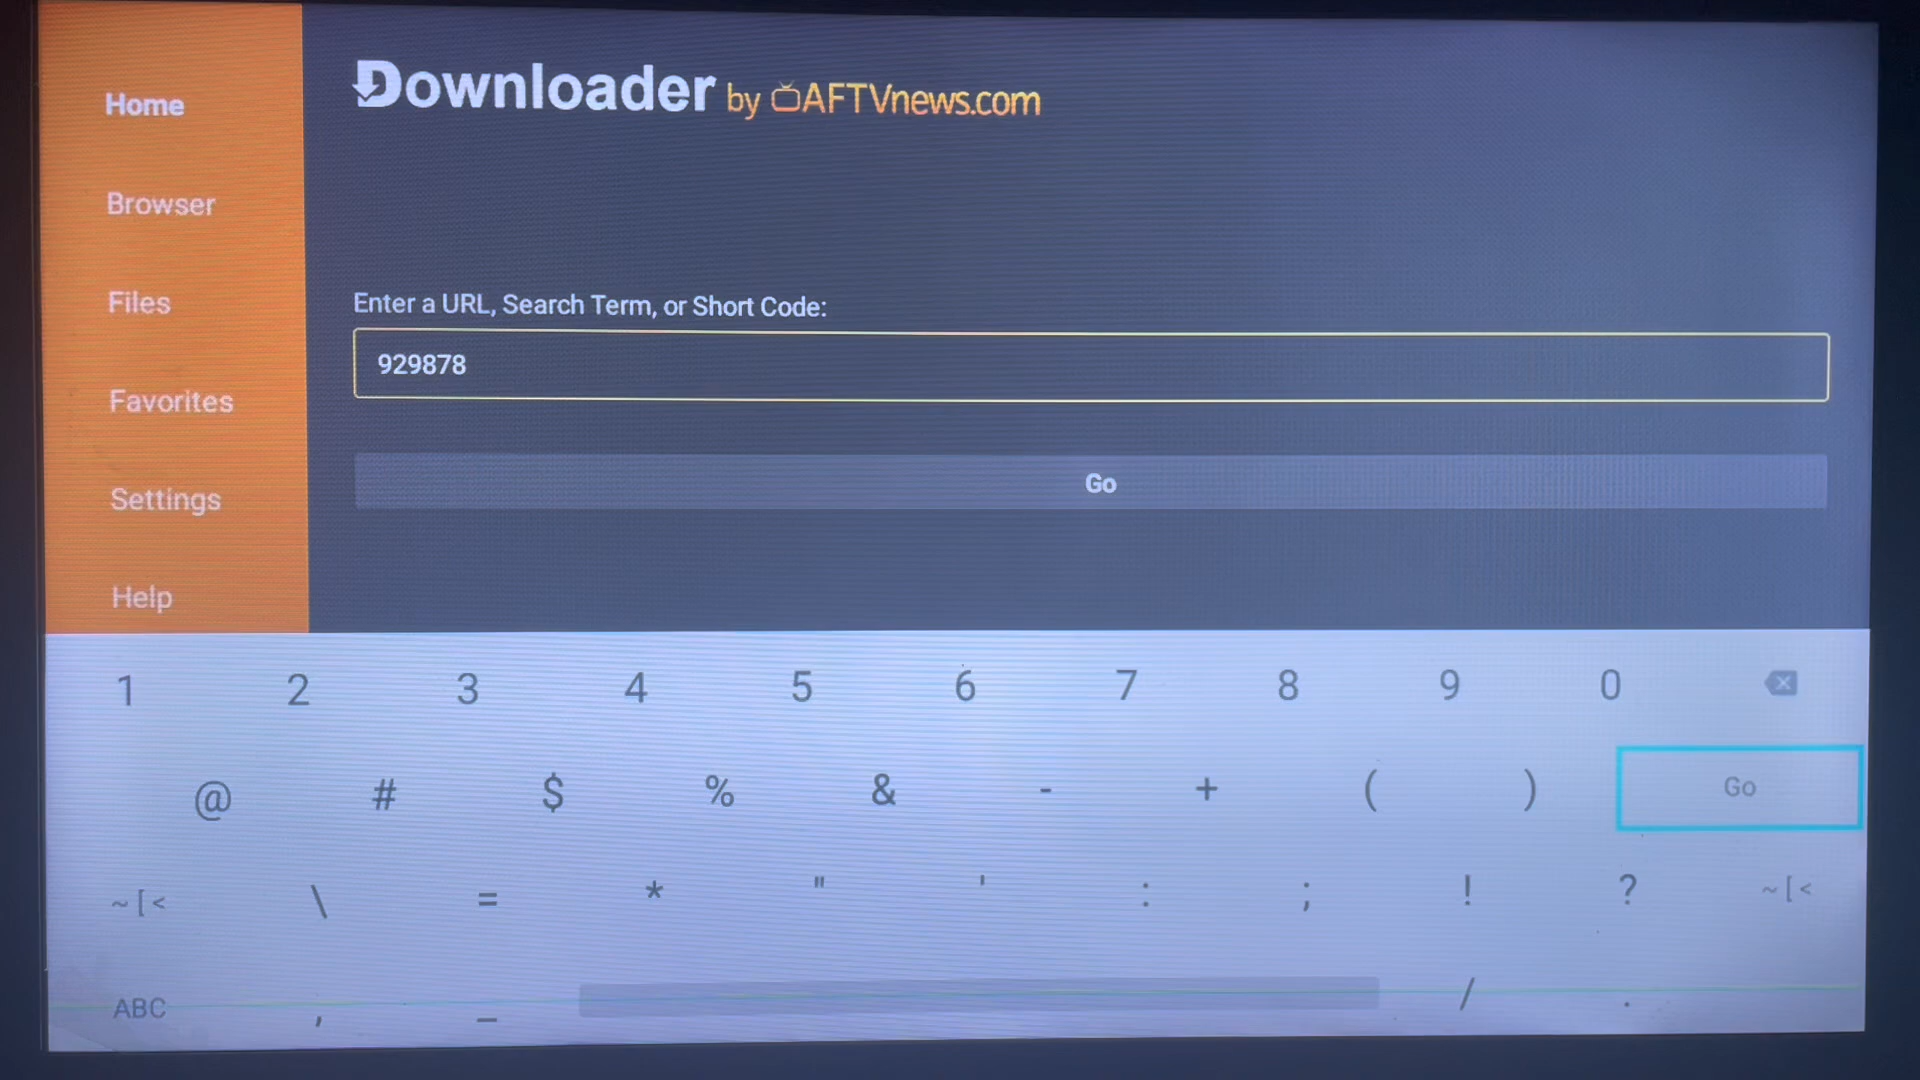 Home
Browser
Files
Favorites
Settings
Help
Downloader by AFTVnews.com
Enter a URL, Search Term, or Short Code:
929878
Go
1 2 3 4 5 6 7 8 9 0
@ # $ % & - + ( ) Go
~ [ < \ = * " ' : ; ! ? ~ [ <
ABC , _ / .